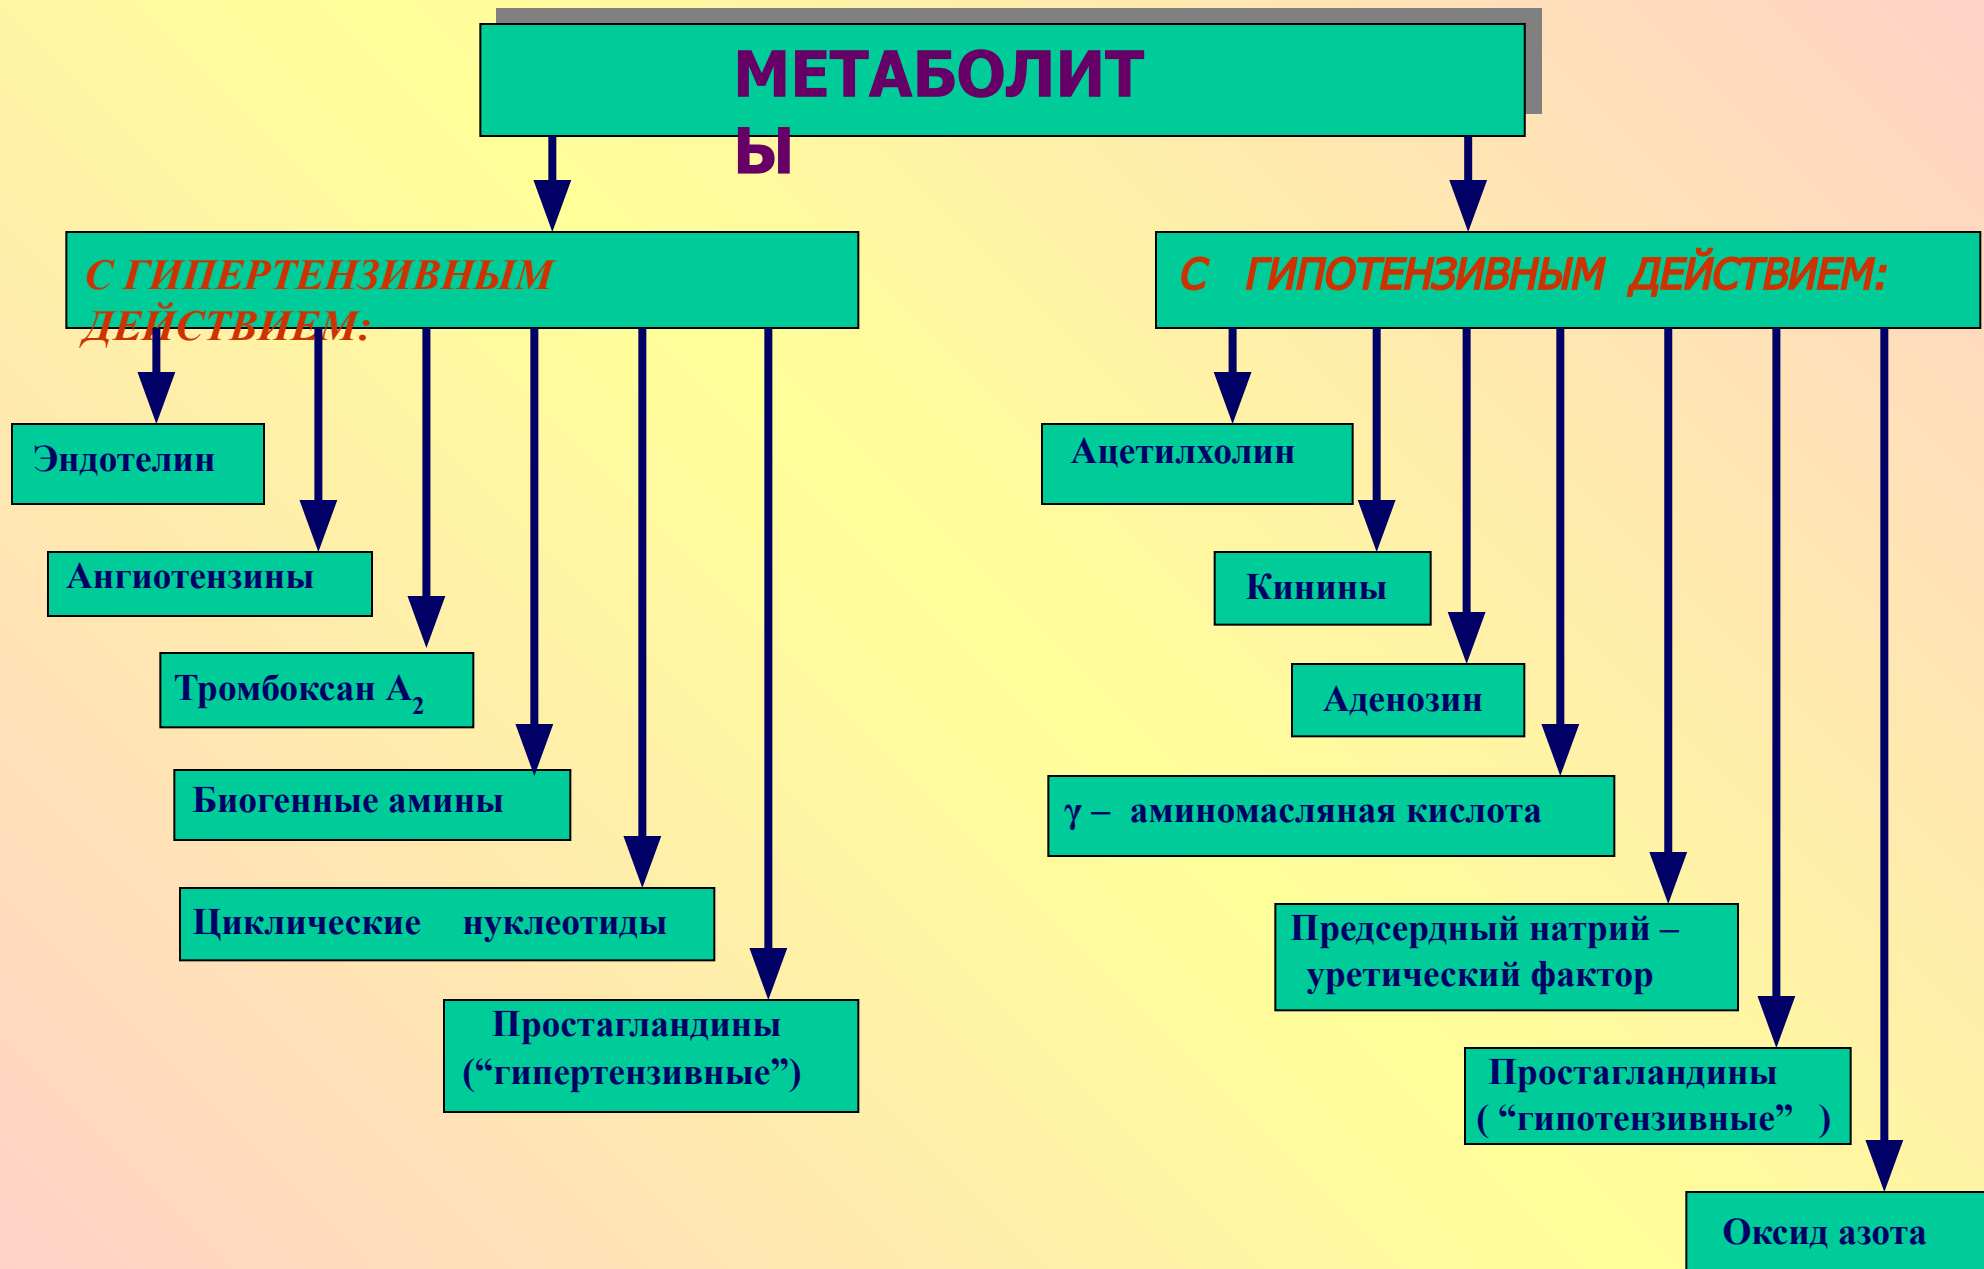 МЕТАБОЛИТ
Ы
С ГИПЕРТЕНЗИВНЫМ
ДЕЙСТВИЕМ:
Эндотелин
Ангиотензины
Тромбоксан А2
Биогенные амины
Циклические нуклеотиды
Простагландины
(“гипертензивные”)
С ГИПОТЕНЗИВНЫМ ДЕЙСТВИЕМ:
Ацетилхолин
Кинины
Аденозин
γ – аминомасляная кислота
Предсердный натрий –
уретический фактор
Простагландины
( “гипотензивные” )
Оксид азота